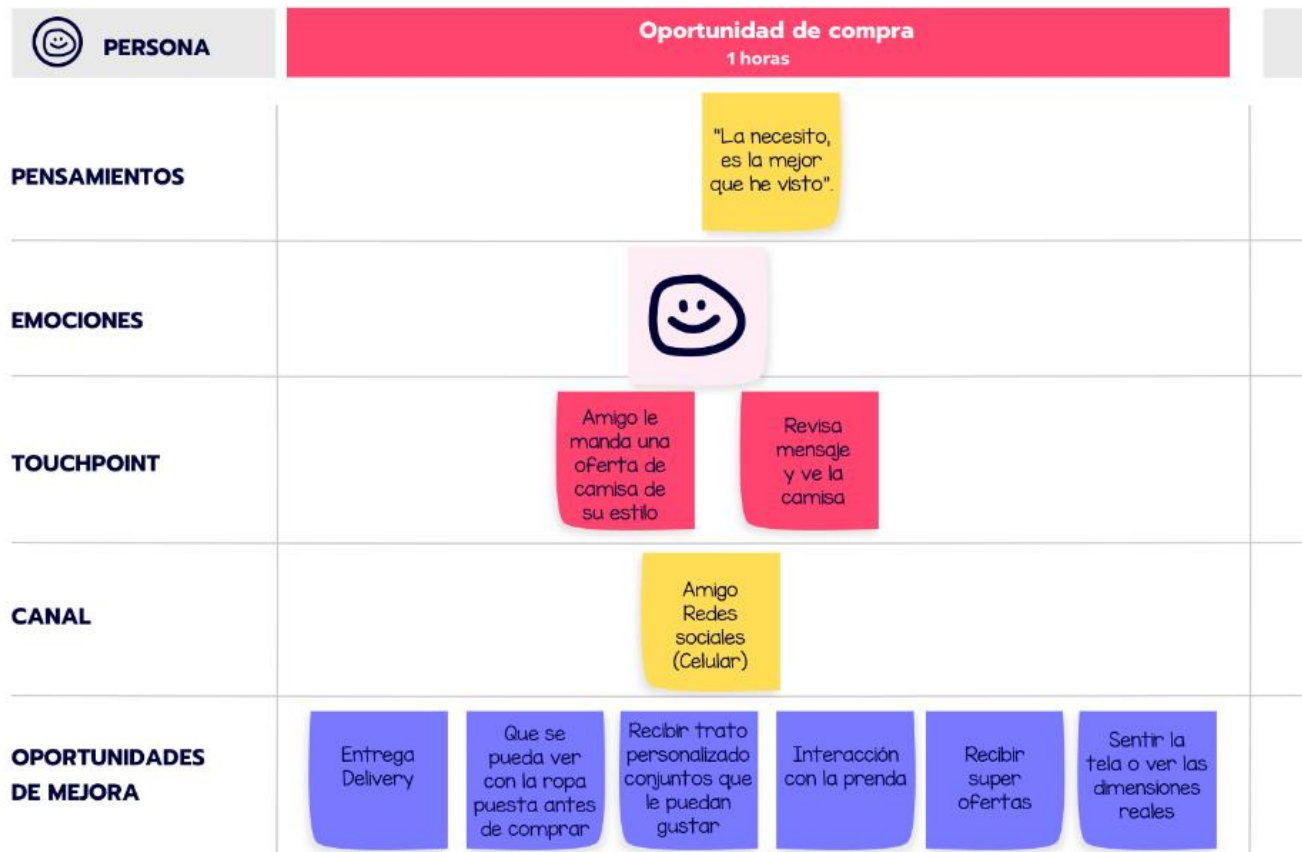 PERSONA
Oportunidad de compra
1 horas
PENSAMIENTOS
"La necesito,
es la mejor
que he visto".
EMOCIONES
TOUCHPOINT
Amigo le
manda una
oferta de
camisa de
su estilo
Revisa
mensaje
y ve la
camisa
CANAL
Amigo
Redes
sociales
(Celular)
OPORTUNIDADES
DE MEJORA
Entrega
Delivery
Que se
pueda ver
con la ropa
puesta antes
de comprar
Recibir trato
personalizado
conjuntos que
le puedan
gustar
Interacción
con la prenda
Recibir
super
ofertas
Sentir la
tela o ver las
dimensiones
reales